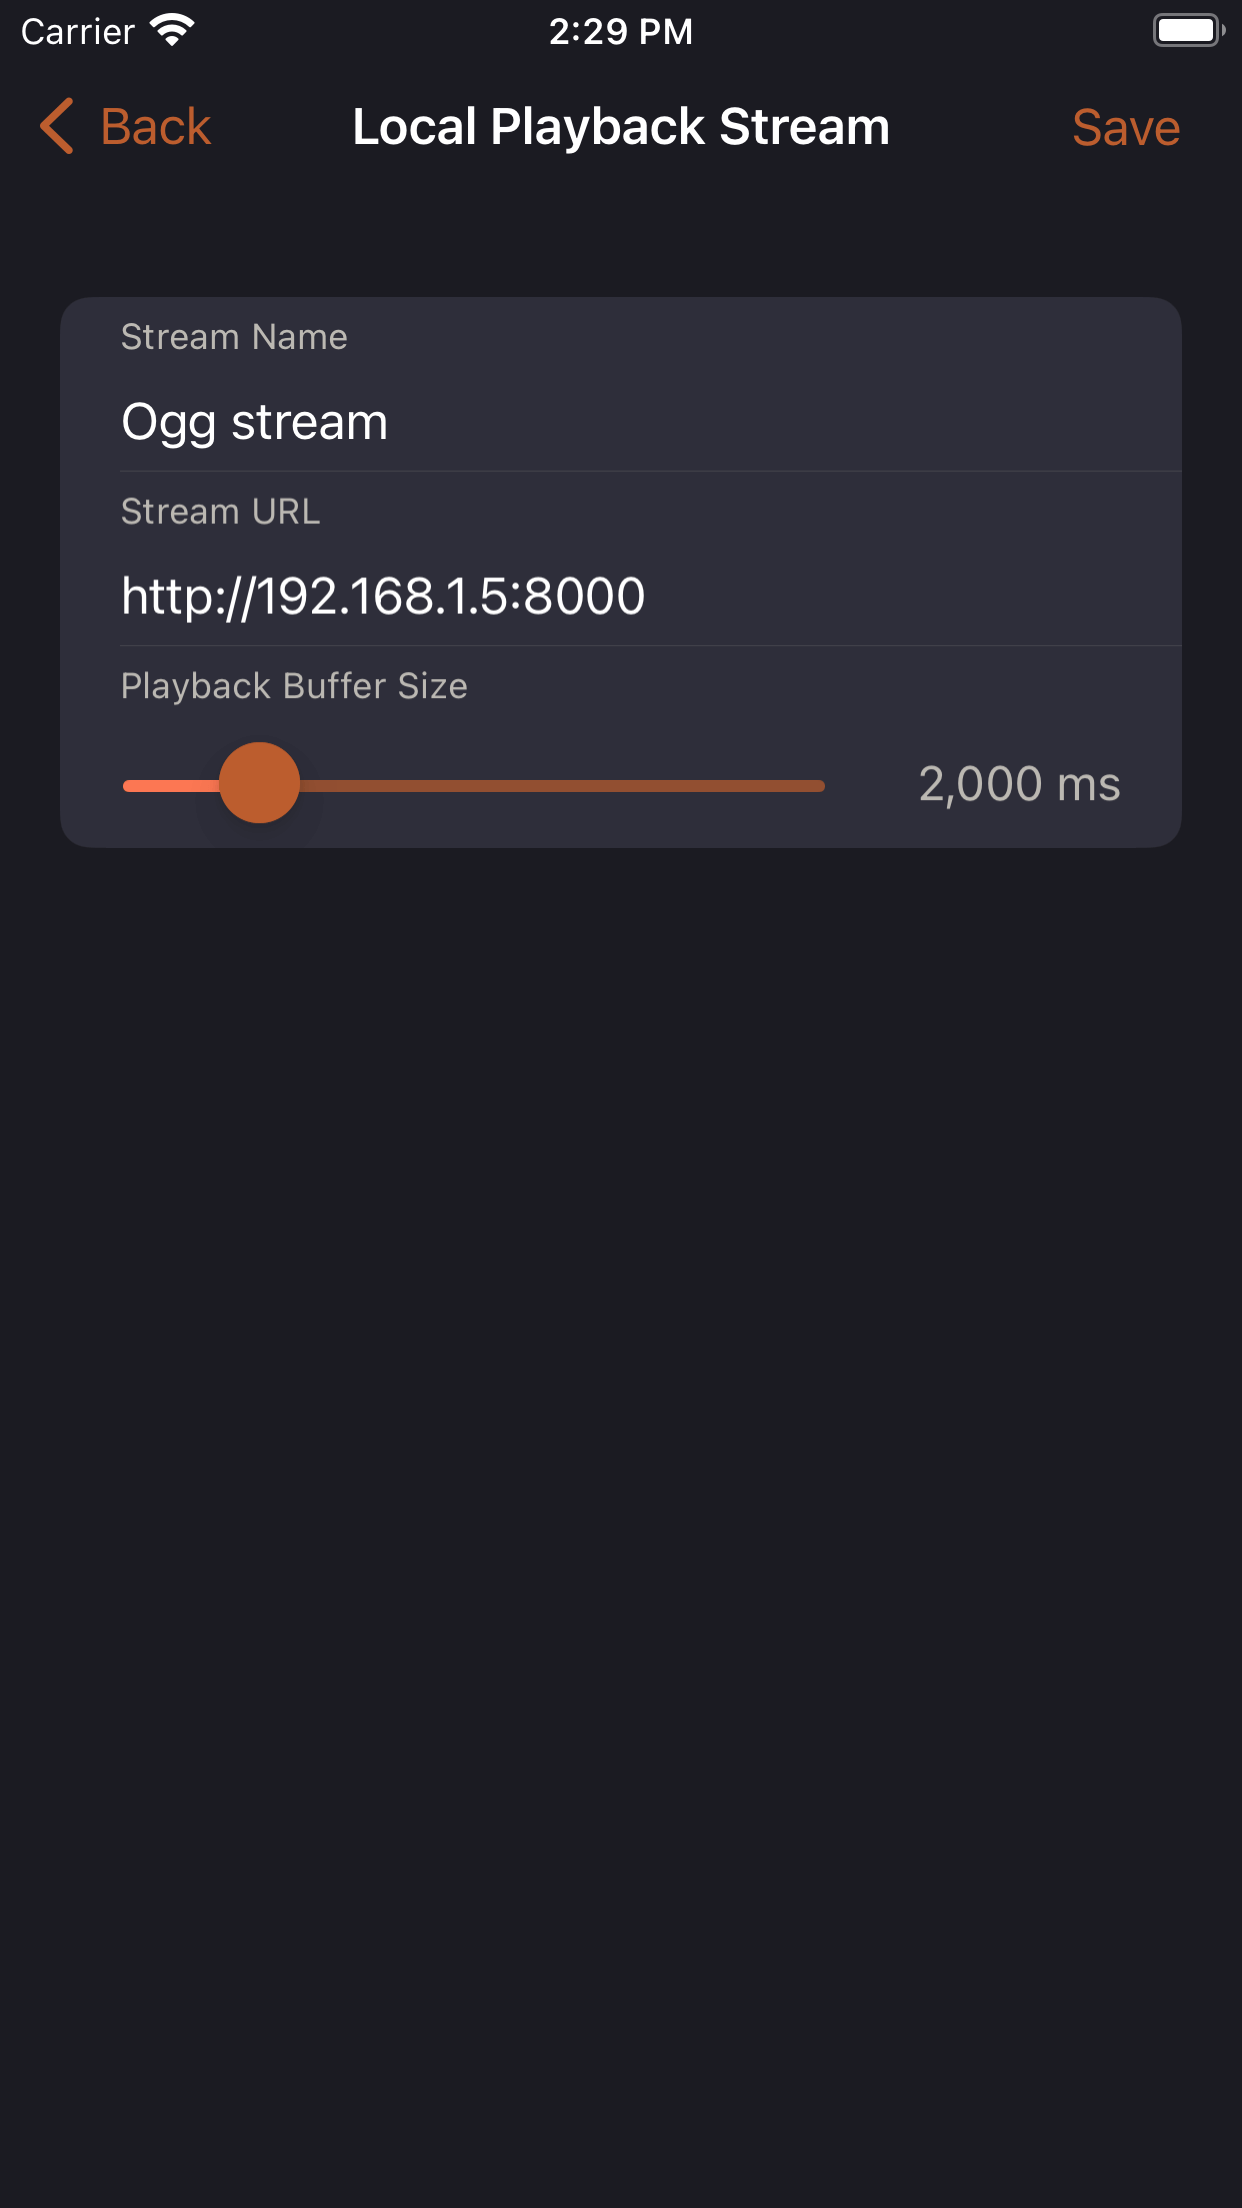 Carrier 2:29 PM
Back Local Playback Stream Save
Stream Name
Ogg stream
Stream URL
http://192.168.1.5:8000
Playback Buffer Size
2,000 ms